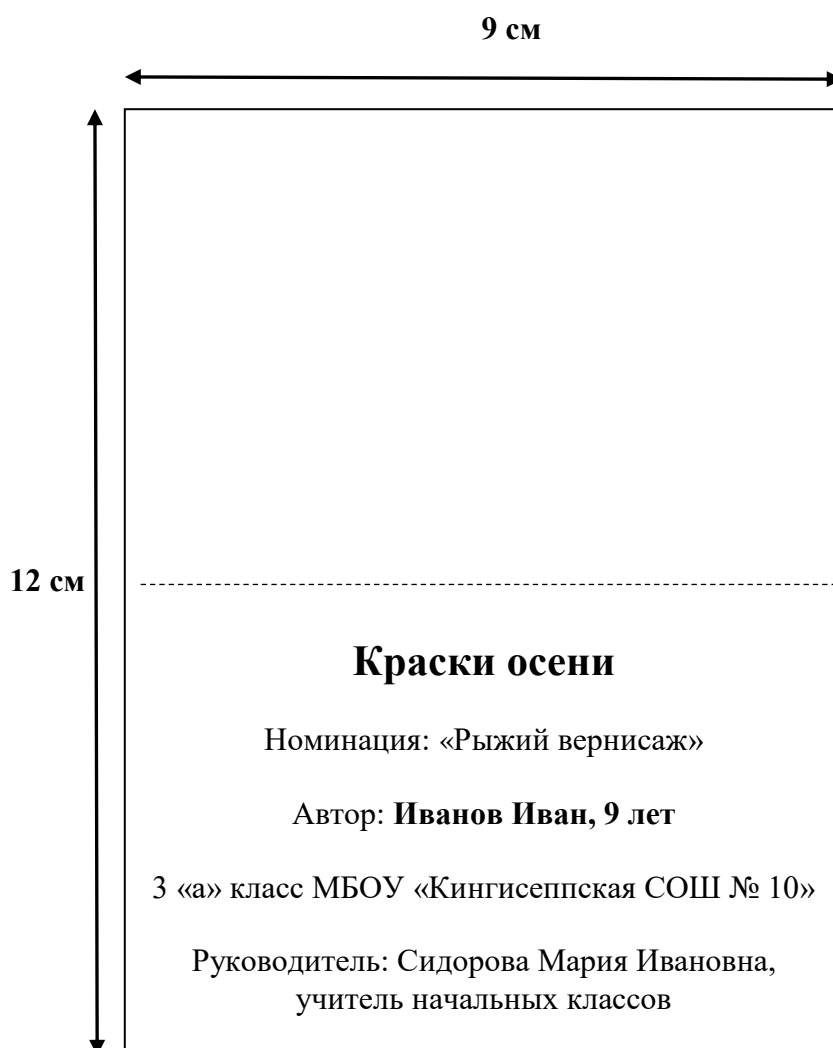 9 см
12 см
Краски осени
Номинация: «Рыжий вернисаж»
Автор: Иванов Иван, 9 лет
3 «а» класс МБОУ «Кингисеппская СОШ № 10»
Руководитель: Сидорова Мария Ивановна,
учитель начальных классов